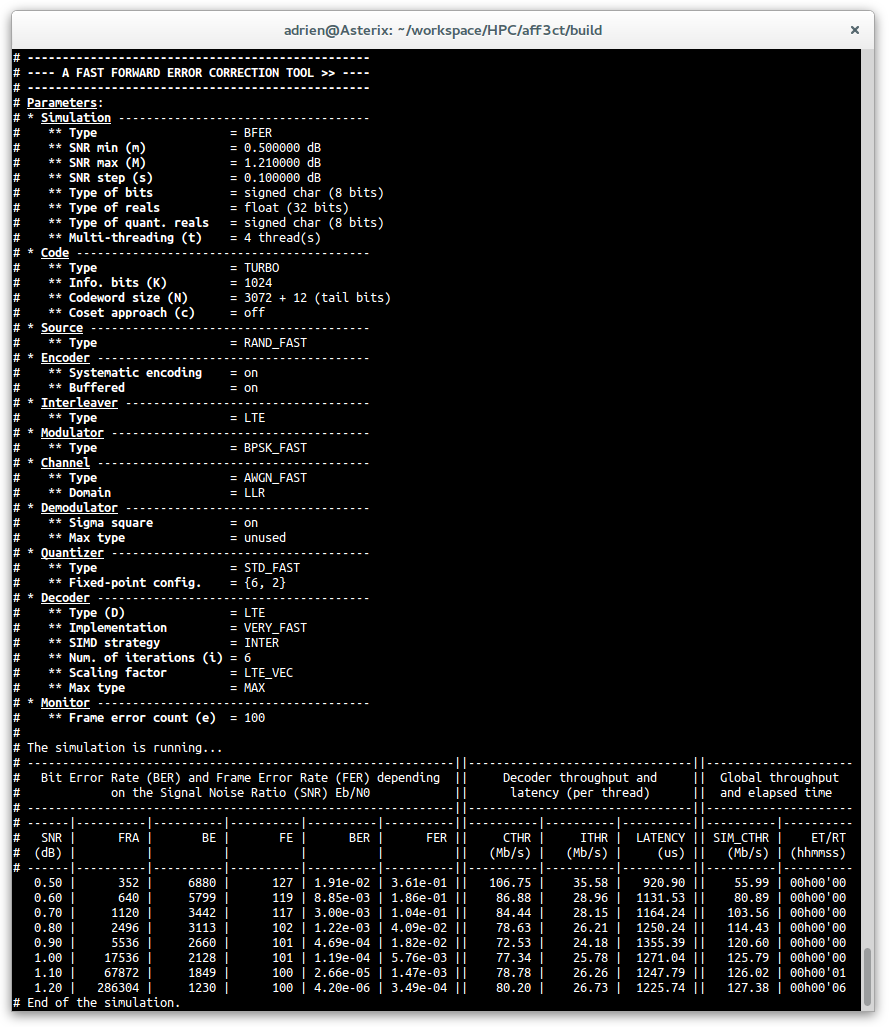 adrien@Asterix: ~/workspace/HPC/aff3ct/build ×
# -------------------------------------------------
# ---- A FAST FORWARD ERROR CORRECTION TOOL >> ----
# -------------------------------------------------
# Parameters:
# * Simulation ------------------------------------
#    ** Type                   = BFER
#    ** SNR min (m)            = 0.500000 dB
#    ** SNR max (M)            = 1.210000 dB
#    ** SNR step (s)           = 0.100000 dB
#    ** Type of bits           = signed char (8 bits)
#    ** Type of reals          = float (32 bits)
#    ** Type of quant. reals   = signed char (8 bits)
#    ** Multi-threading (t)    = 4 thread(s)
# * Code ------------------------------------------
#    ** Type                   = TURBO
#    ** Info. bits (K)         = 1024
#    ** Codeword size (N)      = 3072 + 12 (tail bits)
#    ** Coset approach (c)     = off
# * Source ----------------------------------------
#    ** Type                   = RAND_FAST
# * Encoder ---------------------------------------
#    ** Systematic encoding    = on
#    ** Buffered               = on
# * Interleaver -----------------------------------
#    ** Type                   = LTE
# * Modulator -------------------------------------
#    ** Type                   = BPSK_FAST
# * Channel ---------------------------------------
#    ** Type                   = AWGN_FAST
#    ** Domain                 = LLR
# * Demodulator -----------------------------------
#    ** Sigma square           = on
#    ** Max type               = unused
# * Quantizer -------------------------------------
#    ** Type                   = STD_FAST
#    ** Fixed-point config.    = {6, 2}
# * Decoder ---------------------------------------
#    ** Type (D)               = LTE
#    ** Implementation         = VERY_FAST
#    ** SIMD strategy          = INTER
#    ** Num. of iterations (i) = 6
#    ** Scaling factor         = LTE_VEC
#    ** Max type               = MAX
# * Monitor ---------------------------------------
#    ** Frame error count (e)  = 100
#
# The simulation is running...
# -------------------------------------------------------------||--------------------------------||---------------------
#   Bit Error Rate (BER) and Frame Error Rate (FER) depending  ||     Decoder throughput and     ||  Global throughput
#             on the Signal Noise Ratio (SNR) Eb/N0            ||      latency (per thread)      ||  and elapsed time
# -------------------------------------------------------------||--------------------------------||---------------------
# ------|----------|----------|----------|----------|----------||----------|----------|----------||----------|----------
#   SNR |      FRA |       BE |       FE |      BER |      FER ||     CTHR |     ITHR |  LATENCY || SIM_CTHR |    ET/RT
#  (dB) |          |          |          |          |          ||   (Mb/s) |   (Mb/s) |     (us) ||   (Mb/s) | (hhmmss)
# ------|----------|----------|----------|----------|----------||----------|----------|----------||----------|----------
   0.50 |      352 |     6880 |      127 | 1.91e-02 | 3.61e-01 ||   106.75 |    35.58 |   920.90 ||    55.99 | 00h00'00
   0.60 |      640 |     5799 |      119 | 8.85e-03 | 1.86e-01 ||    86.88 |    28.96 |  1131.53 ||    80.89 | 00h00'00
   0.70 |     1120 |     3442 |      117 | 3.00e-03 | 1.04e-01 ||    84.44 |    28.15 |  1164.24 ||   103.56 | 00h00'00
   0.80 |     2496 |     3113 |      102 | 1.22e-03 | 4.09e-02 ||    78.63 |    26.21 |  1250.24 ||   114.43 | 00h00'00
   0.90 |     5536 |     2660 |      101 | 4.69e-04 | 1.82e-02 ||    72.53 |    24.18 |  1355.39 ||   120.60 | 00h00'00
   1.00 |    17536 |     2128 |      101 | 1.19e-04 | 5.76e-03 ||    77.34 |    25.78 |  1271.04 ||   125.79 | 00h00'00
   1.10 |    67872 |     1849 |      100 | 2.66e-05 | 1.47e-03 ||    78.78 |    26.26 |  1247.79 ||   126.02 | 00h00'01
   1.20 |   286304 |     1230 |      100 | 4.20e-06 | 3.49e-04 ||    80.20 |    26.73 |  1225.74 ||   127.38 | 00h00'06
# End of the simulation.